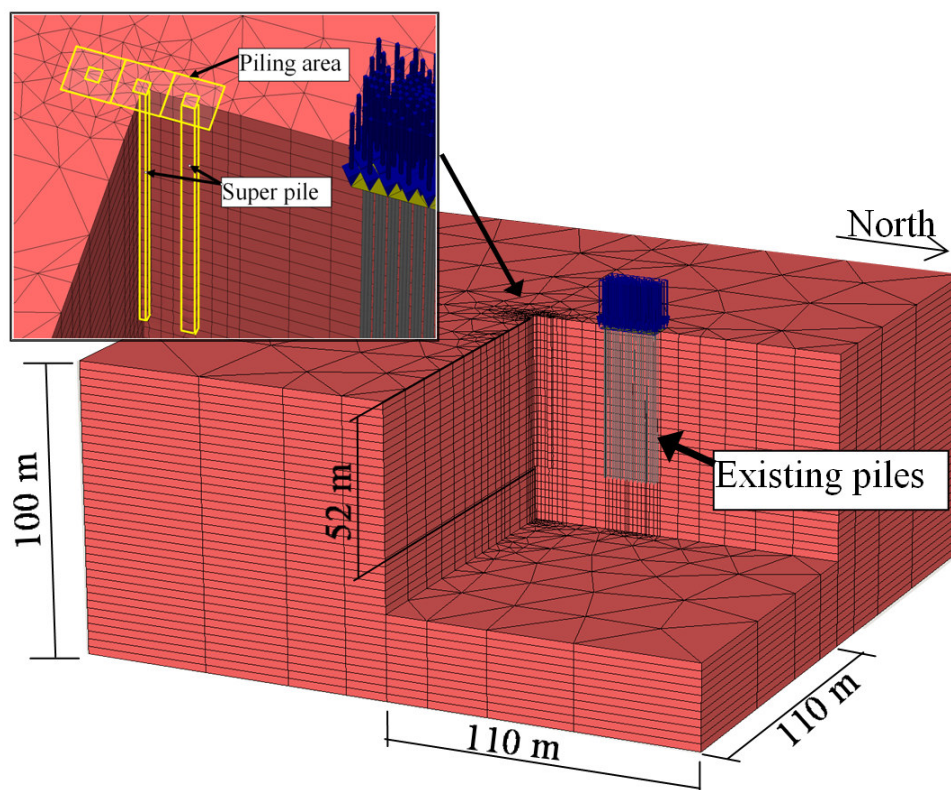 Piling area
Super pile
North
Existing piles
100 m
52 m
110 m
110 m